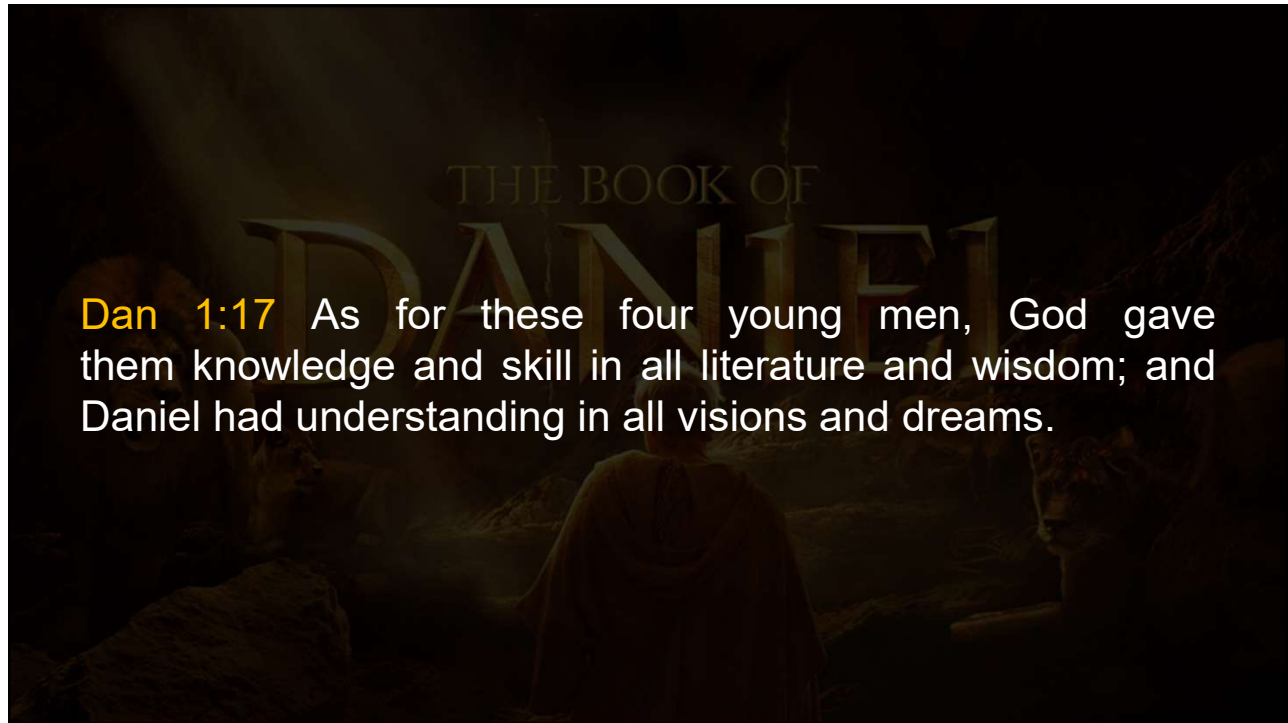 THE BOOK OF
DANIEL
Dan 1:17 As for these four young men, God gave
them knowledge and skill in all literature and wisdom; and
Daniel had understanding in all visions and dreams.